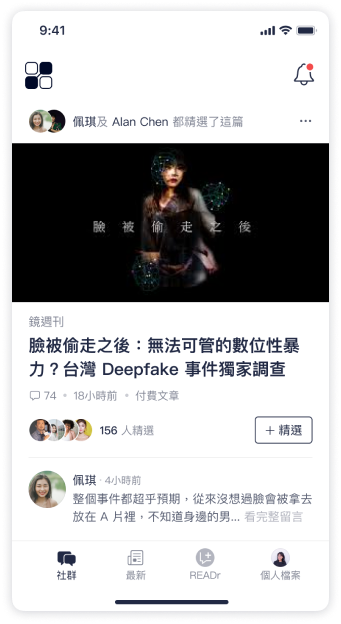 9:41
佩琪及 Alan Chen 都精選了這篇
臉被偷走之後
鏡週刊
臉被偷走之後：無法可管的數位性暴
力？台灣 Deepfake 事件獨家調查
74 • 18小時前 • 付費文章
156 人精選
＋ 精選
佩琪 · 4小時前
整個事件都超乎預期，從來沒想過臉會被拿去
放在 A 片裡，不知道身邊的男... 看完整留言
社群
最新
READr
個人檔案